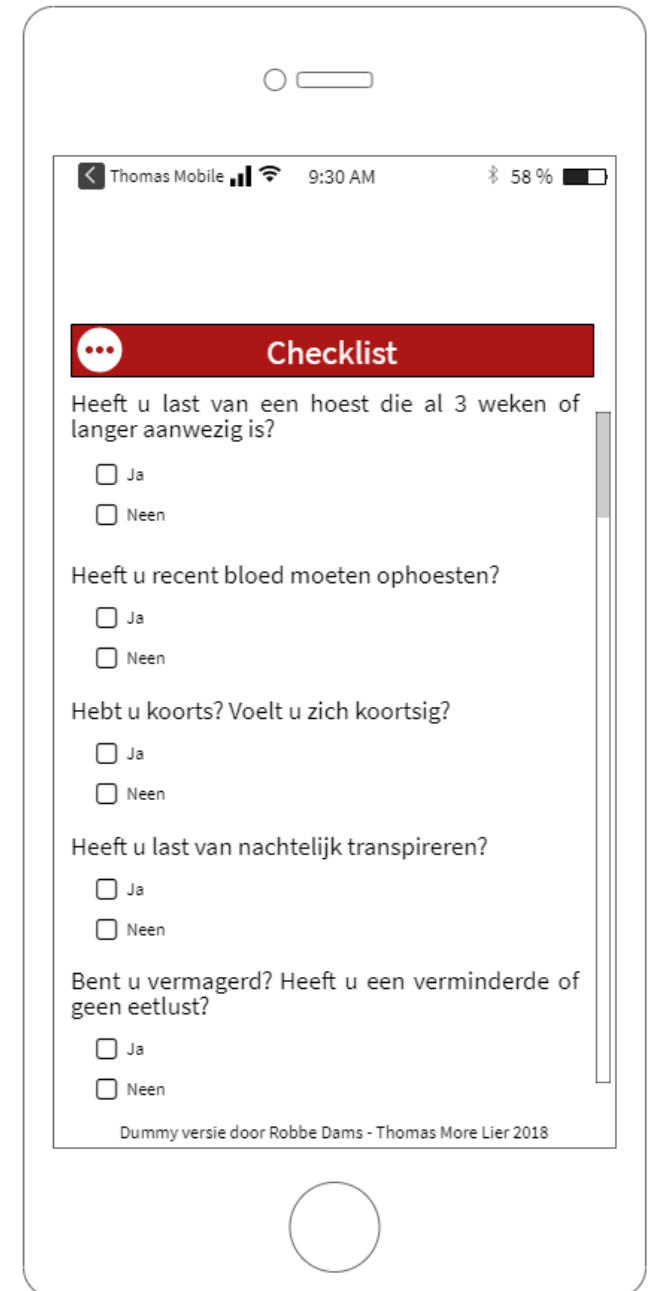 Thomas Mobile 9:30 AM 58 %
Checklist
Heeft u last van een hoest die al 3 weken of
langer aanwezig is?
Ja
Neen
Heeft u recent bloed moeten ophoesten?
Ja
Neen
Hebt u koorts? Voelt u zich koortsig?
Ja
Neen
Heeft u last van nachtelijk transpireren?
Ja
Neen
Bent u vermagerd? Heeft u een verminderde of
geen eetlust?
Ja
Neen
Dummy versie door Robbe Dams - Thomas More Lier 2018